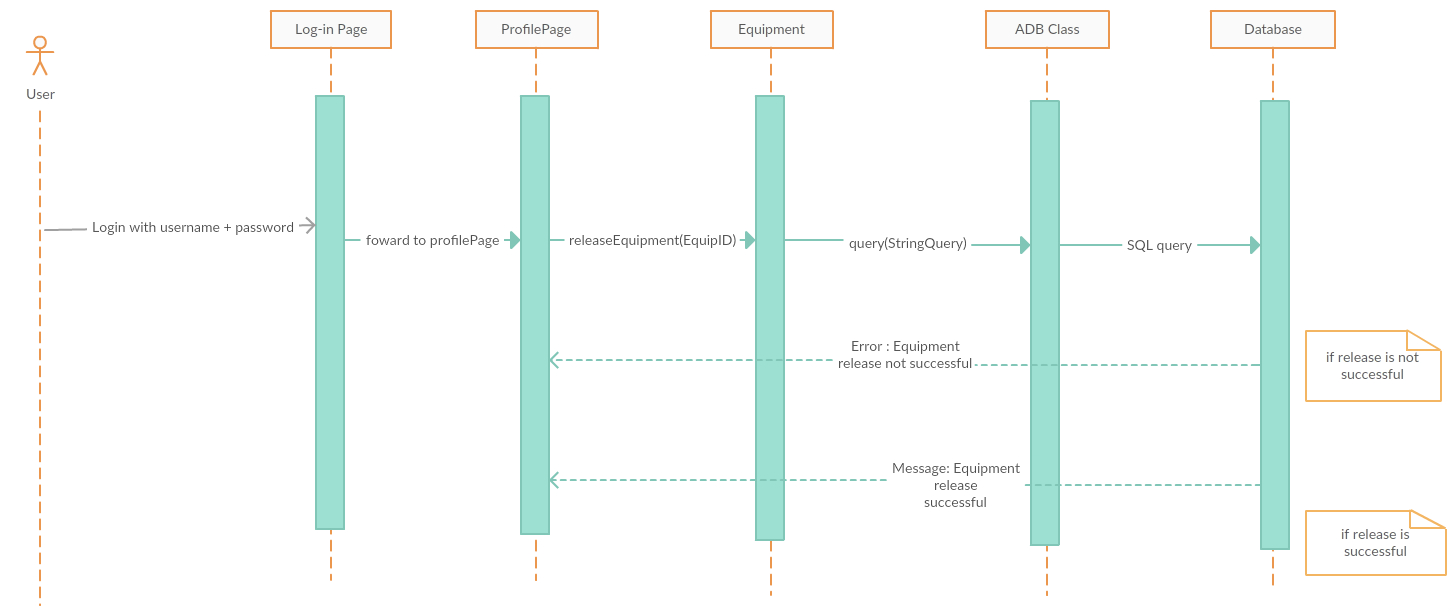 Log-in Page
ProfilePage
Equipment
ADB Class
Database
User
Login with username + password
foward to profilePage
releaseEquipment(EquipID)
query(StringQuery)
SQL query
Error : Equipment
release not successful
if release is not
successful
Message: Equipment
release
successful
if release is
successful